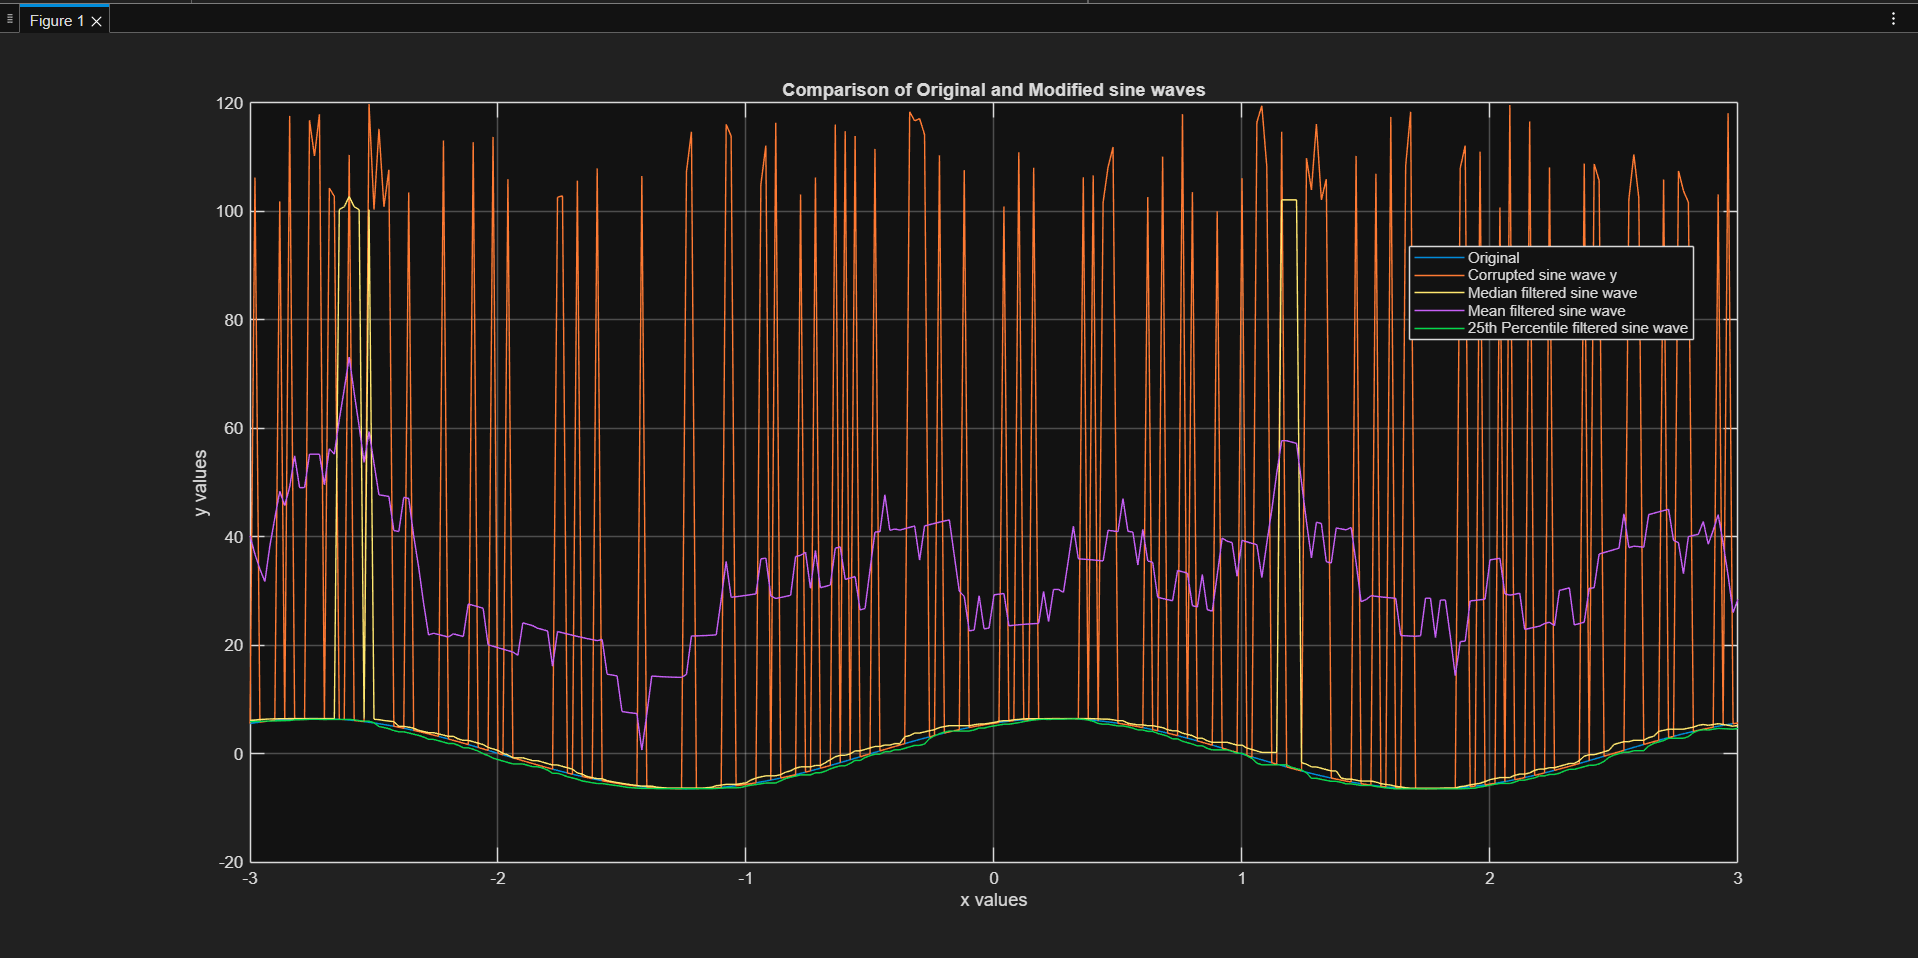 Figure 1
Comparison of Original and Modified sine waves
120
100
80
60
40
20
0
-20
y values
Original
Corrupted sine wave y
Median filtered sine wave
Mean filtered sine wave
25th Percentile filtered sine wave
-3 -2 -1 0 1 2 3
x values